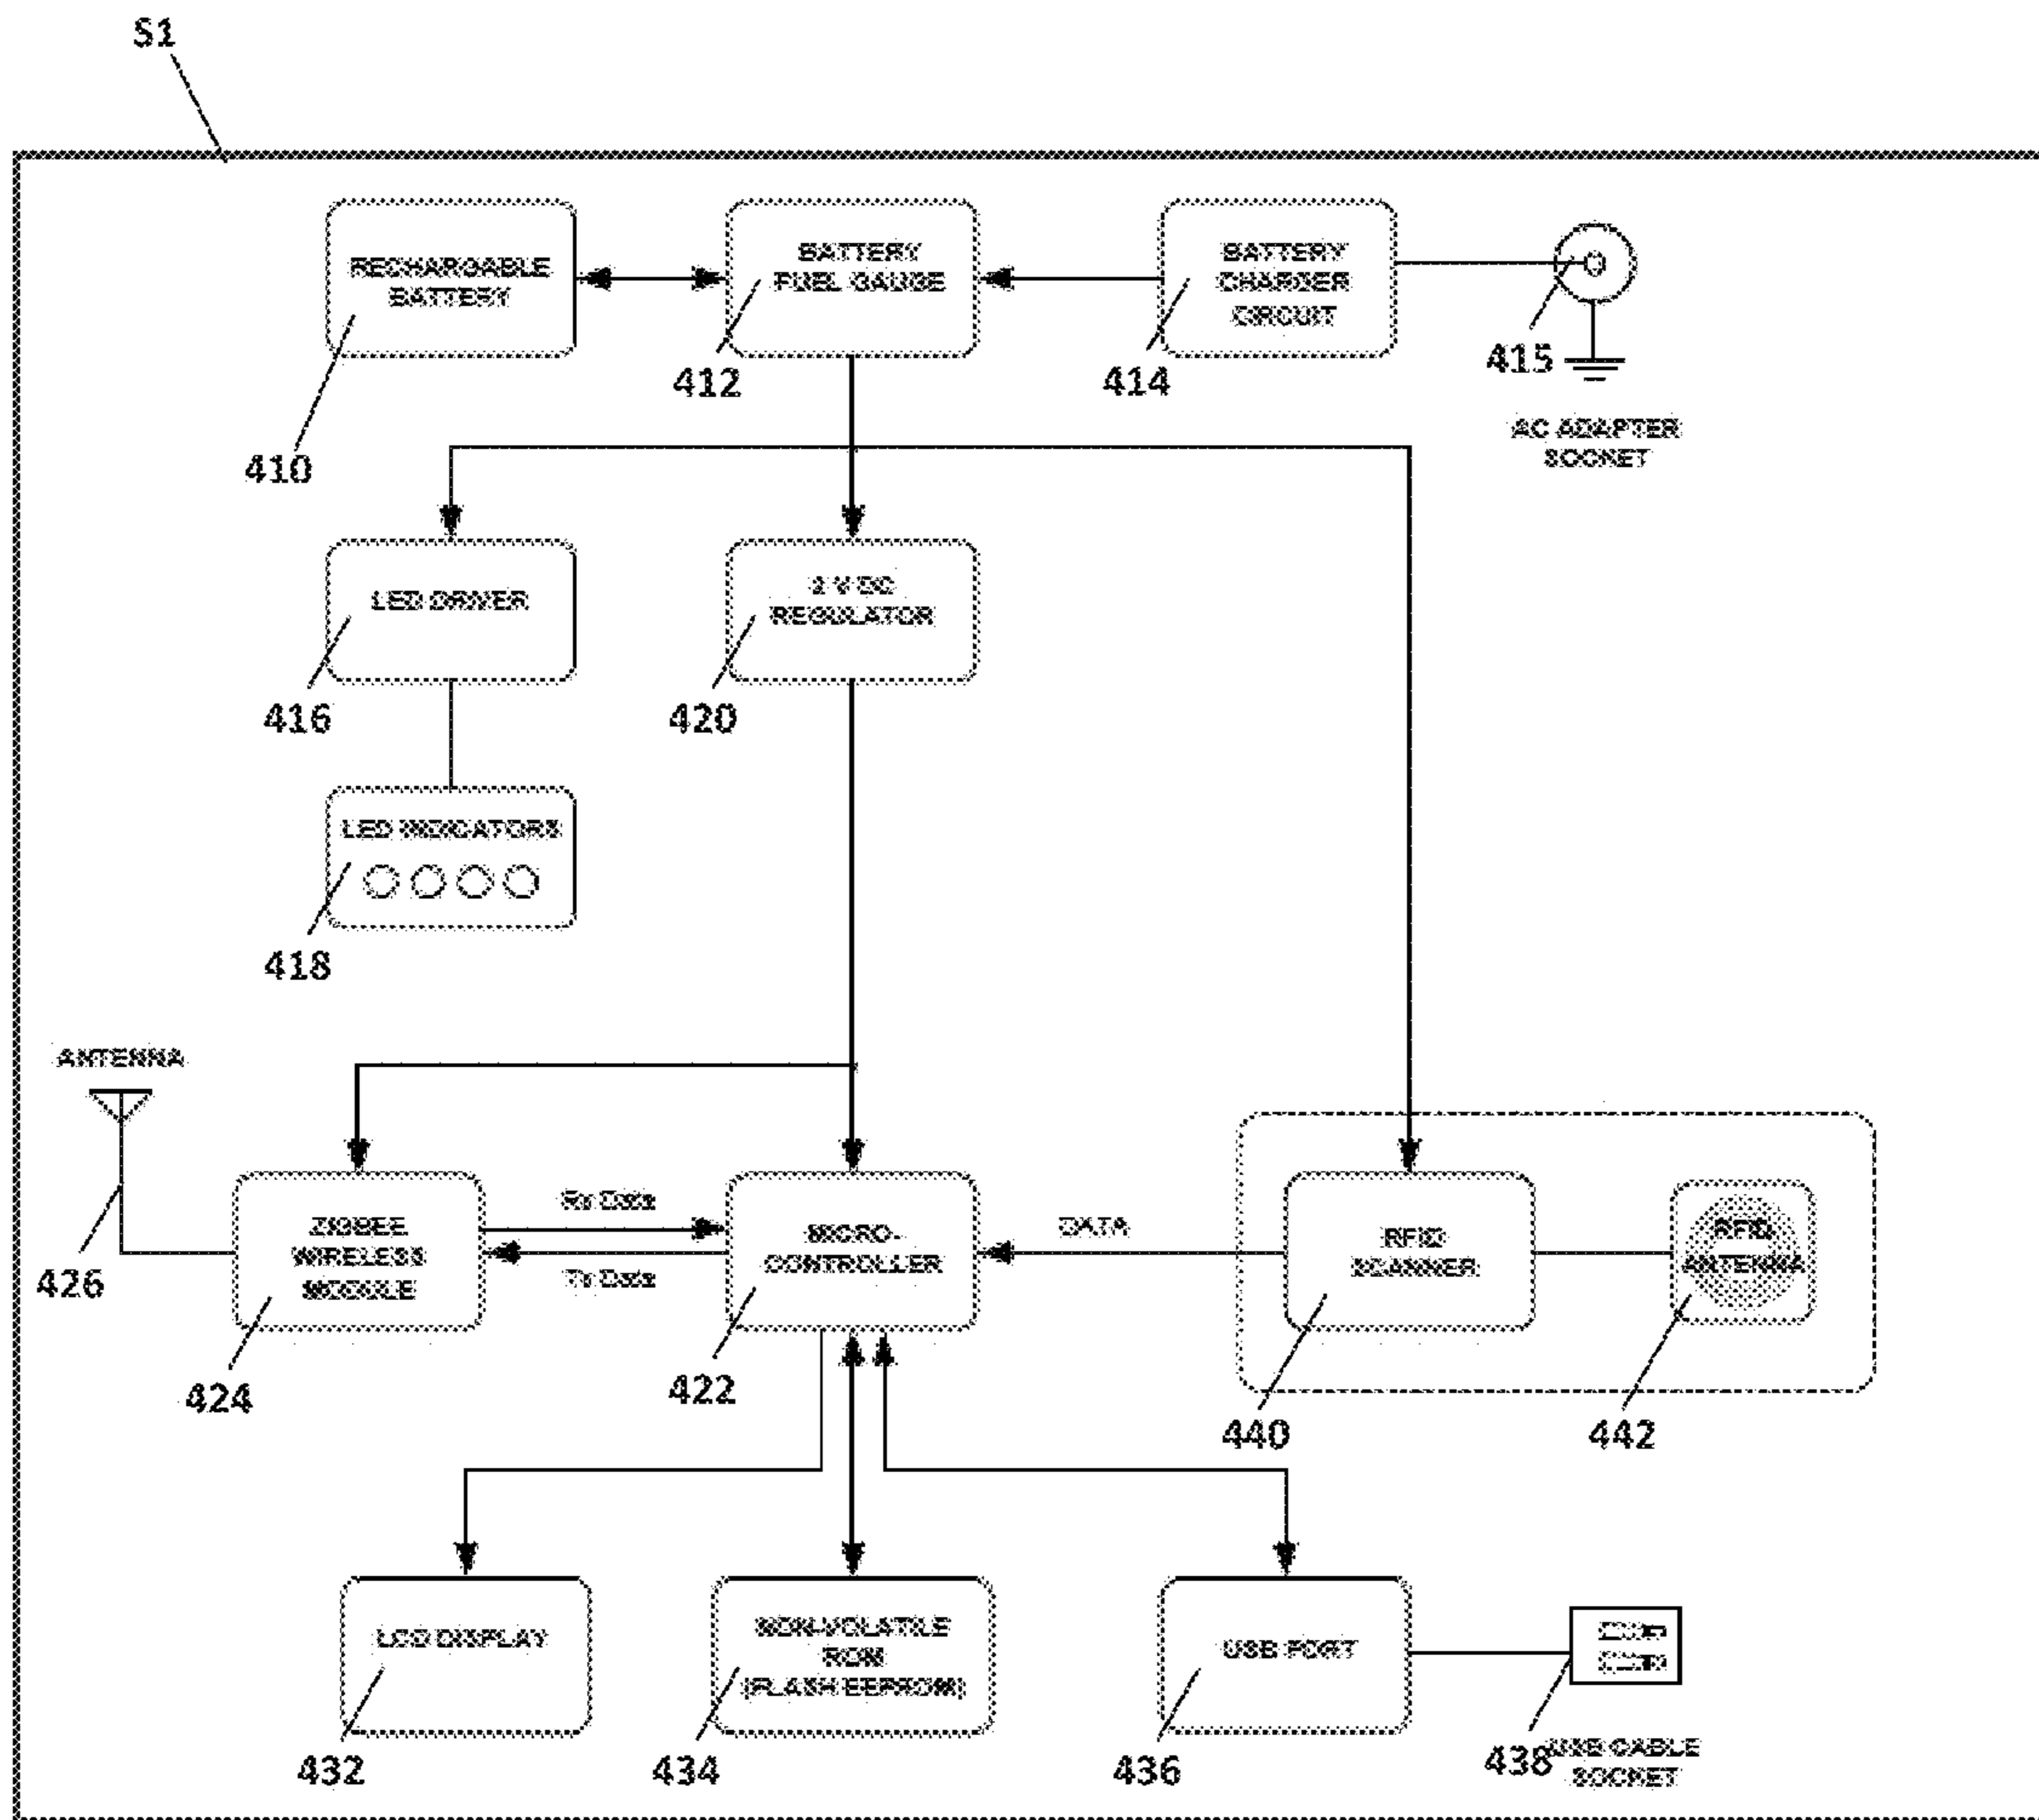 S1
RECHARGABLE
BATTERY
BATTERY
FUEL GAUGE
BATTERY
CHARGER
CIRCUIT
410
412
414
415
AC ADAPTER
SOCKET
LED DRIVER
V DC
REGULATOR
416
420
LED INDICATORS
418
ANTENNA
426
ZIGBEE
WIRELESS
MODULE
424
Rx Data
Tx Data
MICRO-
CONTROLLER
422
DATA
RFID
SCANNER
440
RFID
ANTENNA
442
LCD DISPLAY
432
NON-VOLATILE
ROM
(FLASH EEPROM)
434
USB PORT
436
438
USB CABLE
SOCKET